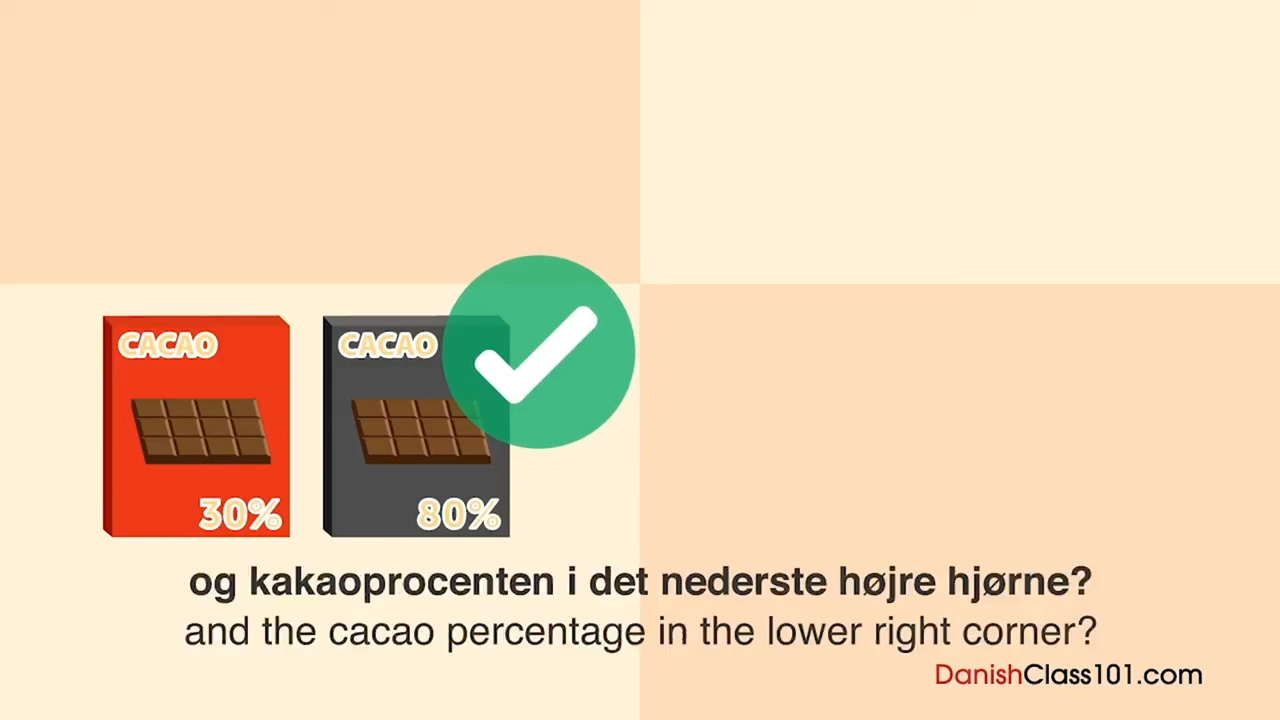 CACAO
30%
CACAO
80%
og kakaoprocenten i det nederste højre hjørne?
and the cacao percentage in the lower right corner?
DanishClass101.com